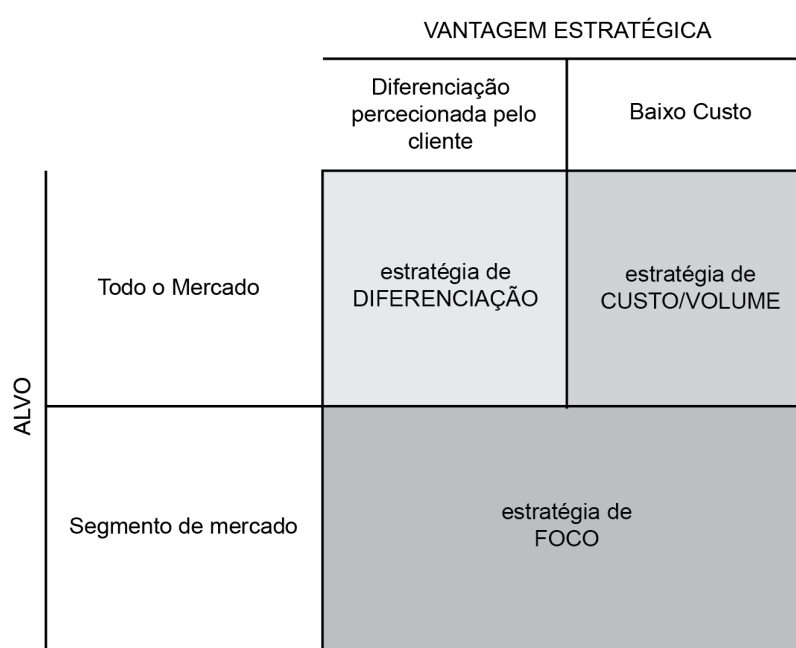 VANTAGEM ESTRATÉGICA
Diferenciação
percecionada pelo
cliente
Baixo Custo
ALVO
Todo o Mercado
estratégia de
DIFERENCIAÇÃO
estratégia de
CUSTO/VOLUME
Segmento de mercado
estratégia de
FOCO